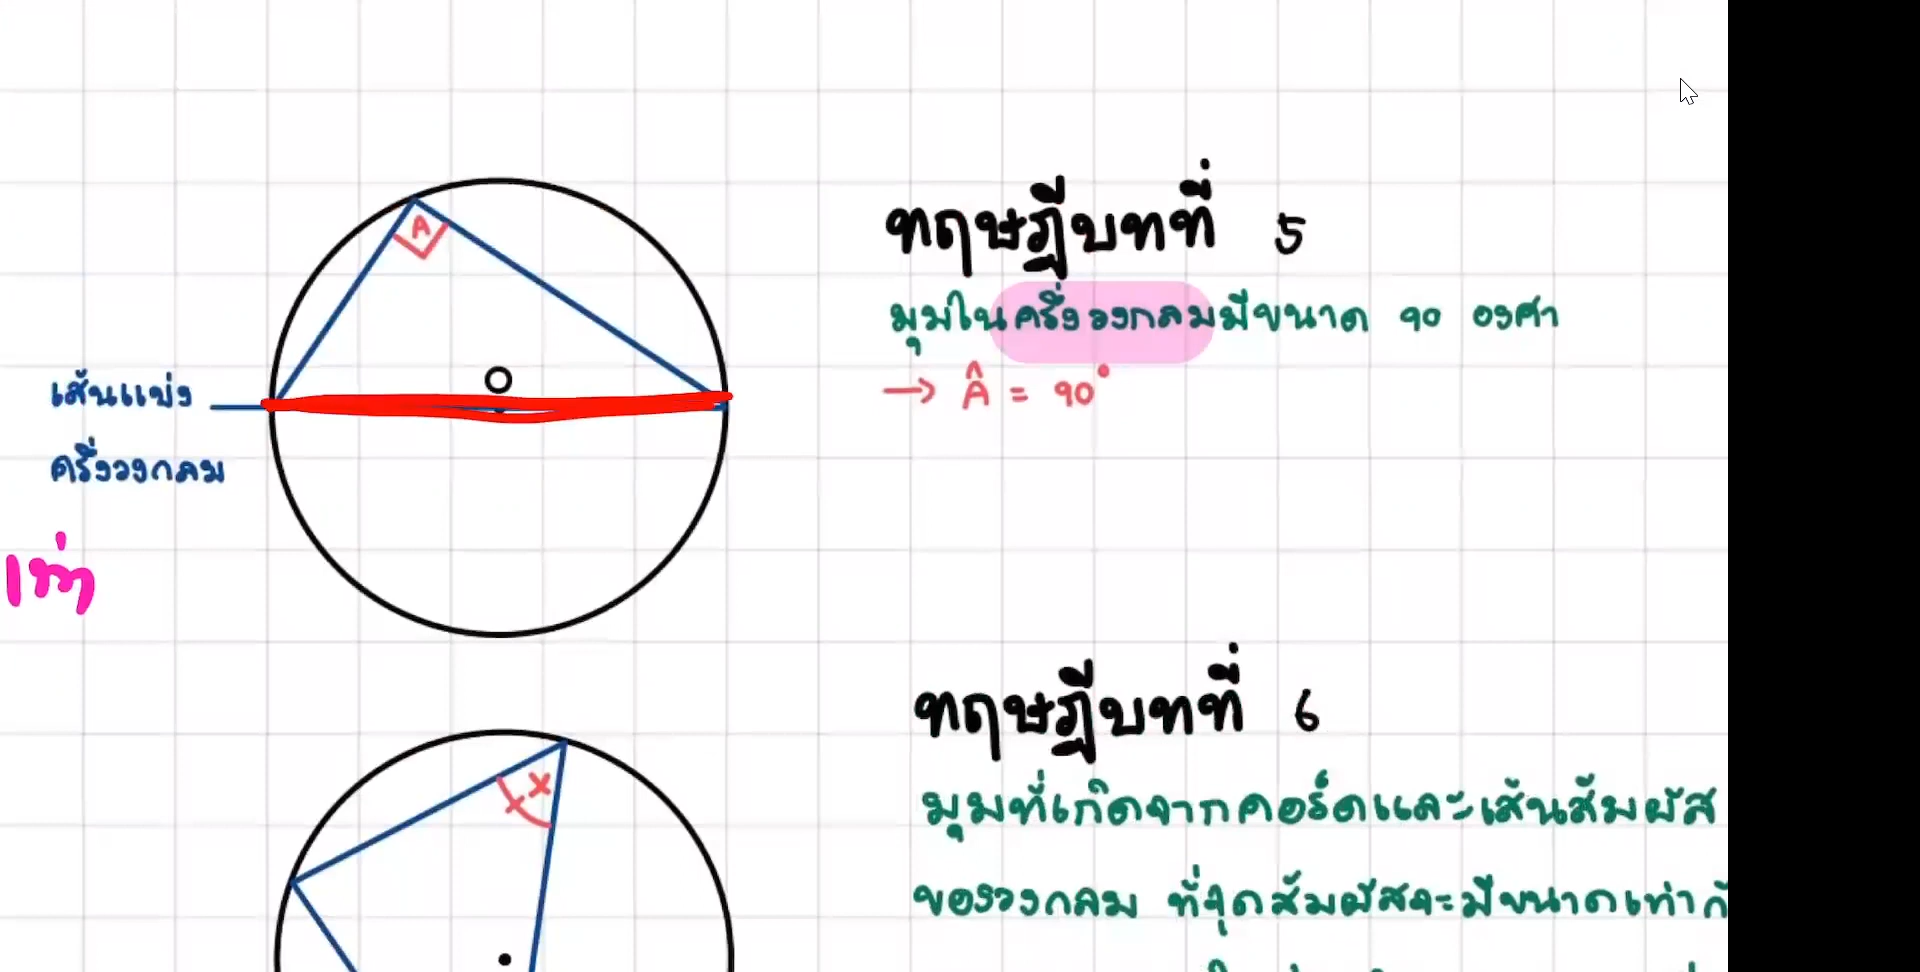 ทฤษฎีบทที่ 5
มุมในครึ่งวงกลมมีขนาด 90 องศา
→ Â = 90°
A
O
เส้นแบ่ง
ครึ่งวงกลม
ทฤษฎีบทที่ 6
มุมที่เกิดจากคอร์ดและเส้นสัมผัส
ของวงกลม ที่จุดสัมผัสจะมีขนาดเท่ากั
x